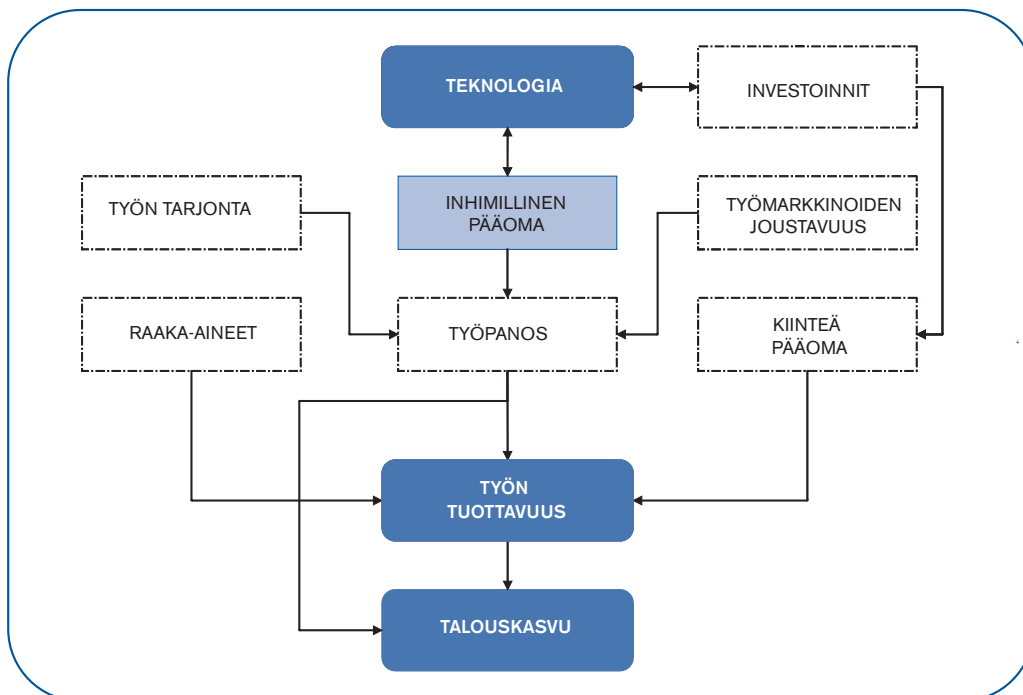 TEKNOLOGIA
INVESTOINNIT
TYÖN TARJONTA
INHIMILLINEN
PÄÄOMA
TYÖMARKKINOIDEN
JOUSTAVUUS
RAAKA-AINEET
TYÖPANOS
KIINTEÄ
PÄÄOMA
TYÖN
TUOTTAVUUS
TALOUSKASVU